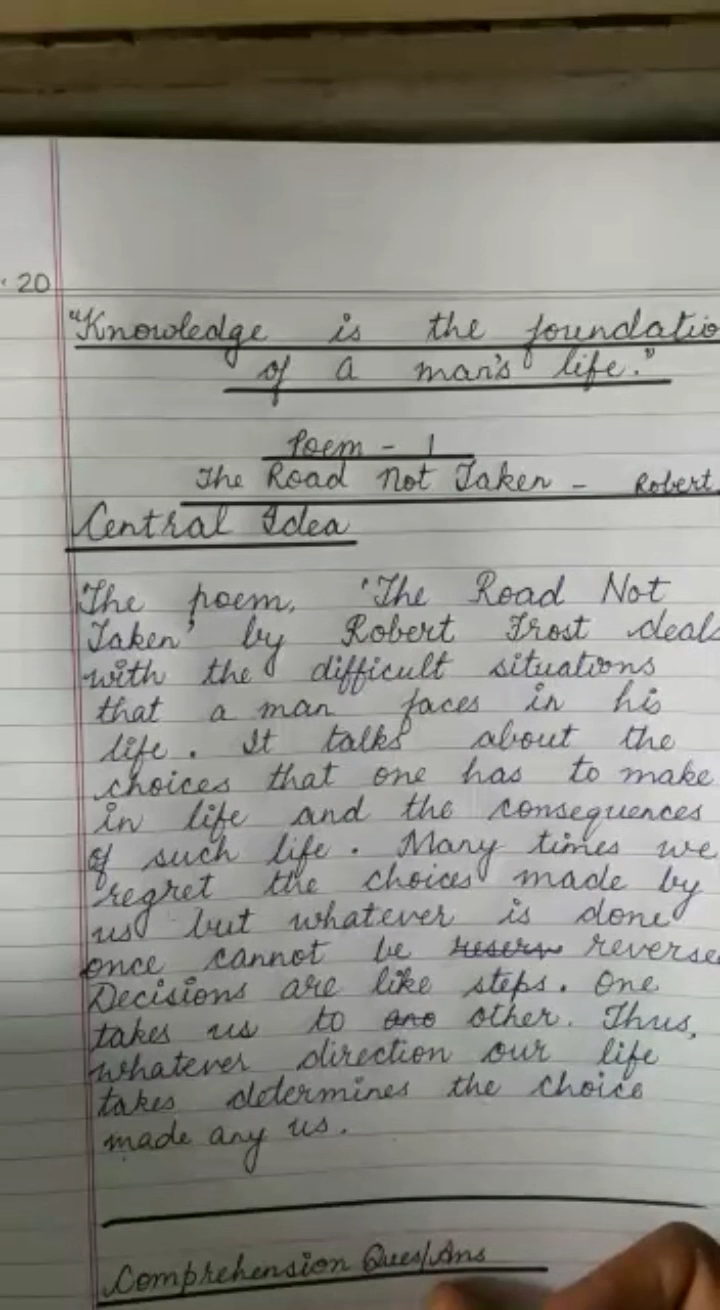 . 20
"Knowledge is the foundatio
of a man's life."
Poem - 1
The Road Not Taken - Robert
Central Idea
The poem, 'The Road Not
Taken' by Robert Frost deals
with the difficult situations
that a man faces in his
life. It talks about the
choices that one has to make
in life and the consequences
of such life. Many times we
regret the choices made by
us but whatever is done
once cannot be reserv reverse
Decisions are like steps. One
takes us to ano other. Thus,
whatever direction our life
takes determines the choice
made any us.
Comprehension Ques/Ans